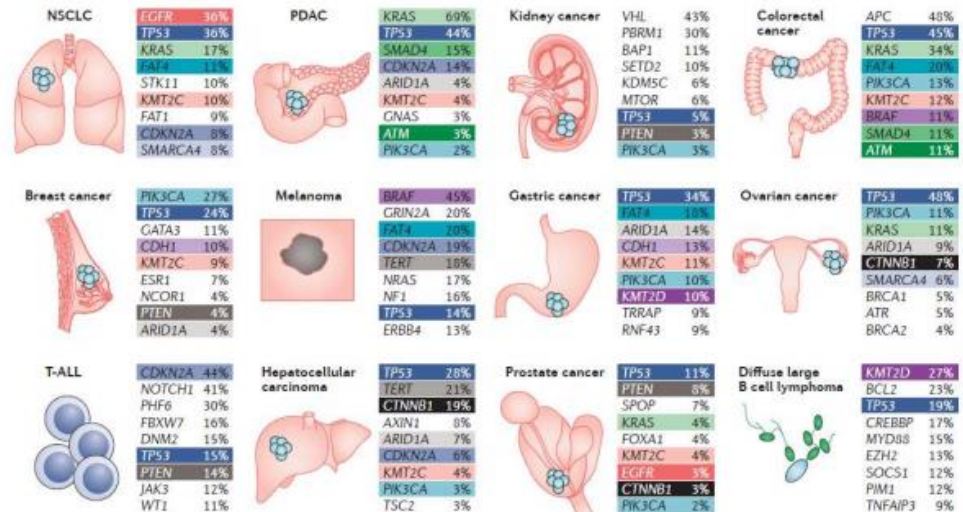 NSCLC
EGFR 36%
TP53 36%
KRAS 17%
FAT4 11%
STK11 10%
KMT2C 10%
FAT1 9%
CDKN2A 8%
SMARCA4 8%
PDAC
KRAS 69%
TP53 44%
SMAD4 15%
CDKN2A 14%
ARID1A 4%
KMT2C 4%
GNAS 3%
ATM 3%
PIK3CA 2%
Kidney cancer
VHL 43%
PBRM1 30%
BAP1 11%
SETD2 10%
KDM5C 6%
MTOR 6%
TP53 5%
PTEN 3%
PIK3CA 3%
Colorectal
cancer
APC 48%
TP53 45%
KRAS 34%
FAT4 20%
PIK3CA 13%
KMT2C 12%
BRAF 11%
SMAD4 11%
ATM 11%
Breast cancer
PIK3CA 27%
TP53 24%
GATA3 11%
CDH1 10%
KMT2C 9%
ESR1 7%
NCOR1 4%
PTEN 4%
ARID1A 4%
Melanoma
BRAF 45%
GRIN2A 20%
FAT4 20%
CDKN2A 19%
TERT 18%
NRAS 17%
NF1 16%
TP53 14%
ERBB4 13%
Gastric cancer
TP53 34%
FAT4 18%
ARID1A 14%
CDH1 13%
KMT2C 11%
PIK3CA 10%
KMT2D 10%
TRRAP 9%
RNF43 9%
Ovarian cancer
TP53 48%
PIK3CA 11%
KRAS 11%
ARID1A 9%
CTNNB1 7%
SMARCA4 6%
BRCA1 5%
ATR 5%
BRCA2 4%
T-ALL
CDKN2A 44%
NOTCH1 41%
PHF6 30%
FBXW7 16%
DNM2 15%
TP53 15%
PTEN 14%
JAK3 12%
WT1 11%
Hepatocellular
carcinoma
TP53 28%
TERT 21%
CTNNB1 19%
AXIN1 8%
ARID1A 7%
CDKN2A 6%
KMT2C 4%
PIK3CA 3%
TSC2 3%
Prostate cancer
TP53 11%
PTEN 8%
SPOP 7%
KRAS 4%
FOXA1 4%
KMT2C 4%
EGFR 3%
CTNNB1 3%
PIK3CA 2%
Diffuse large
B cell lymphoma
KMT2D 27%
BCL2 23%
TP53 19%
CREBBP 17%
MYD88 15%
EZH2 13%
SOCS1 12%
PIM1 12%
TNFAIP3 9%